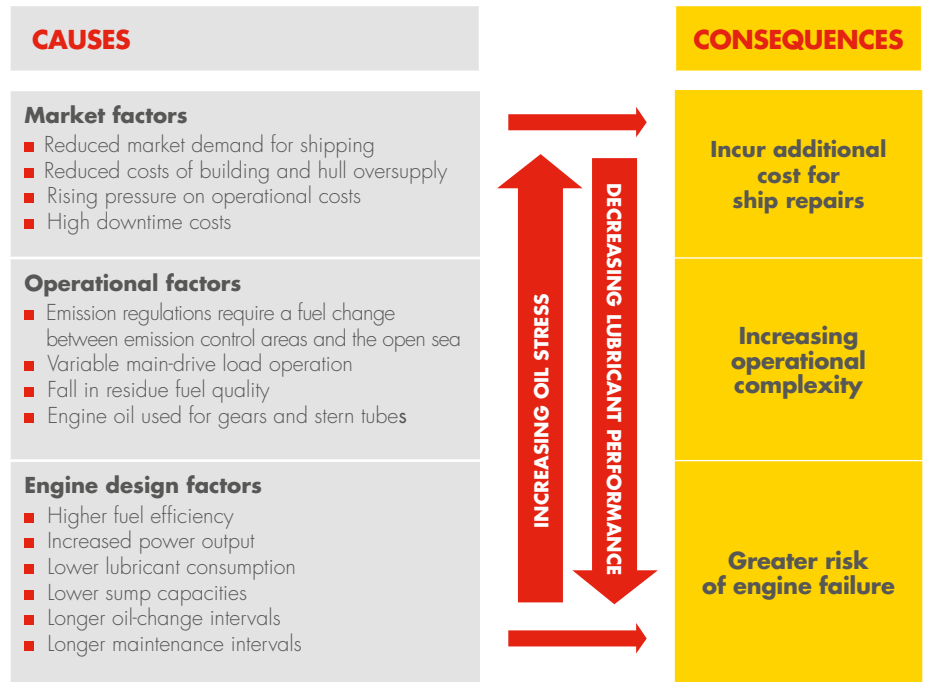 CAUSES
CONSEQUENCES
Market factors
Reduced market demand for shipping
Reduced costs of building and hull oversupply
Rising pressure on operational costs
High downtime costs
Operational factors
Emission regulations require a fuel change
between emission control areas and the open sea
Variable main-drive load operation
Fall in residue fuel quality
Engine oil used for gears and stern tubes
Engine design factors
Higher fuel efficiency
Increased power output
Lower lubricant consumption
Lower sump capacities
Longer oil-change intervals
Longer maintenance intervals
INCREASING OIL STRESS
DECREASING LUBRICANT PERFORMANCE
Incur additional
cost for
ship repairs
Increasing
operational
complexity
Greater risk
of engine failure